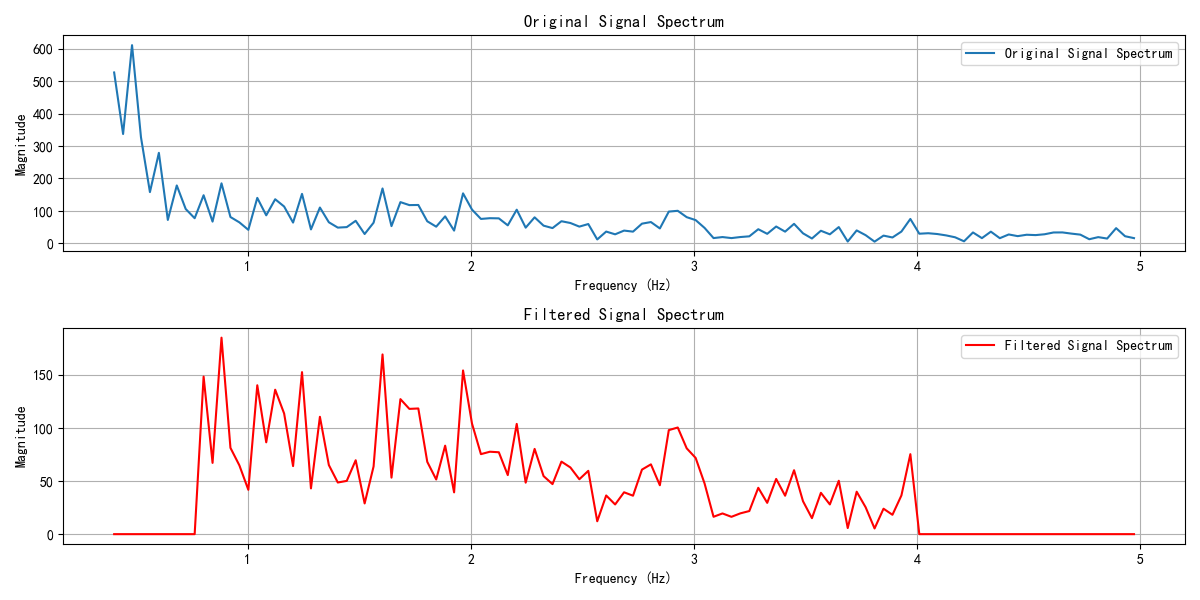 Original Signal Spectrum
Original Signal Spectrum
600
500
400
300
200
100
0
Magnitude
1
2
3
4
5
Frequency (Hz)
Filtered Signal Spectrum
Filtered Signal Spectrum
150
100
50
0
Magnitude
1
2
3
4
5
Frequency (Hz)